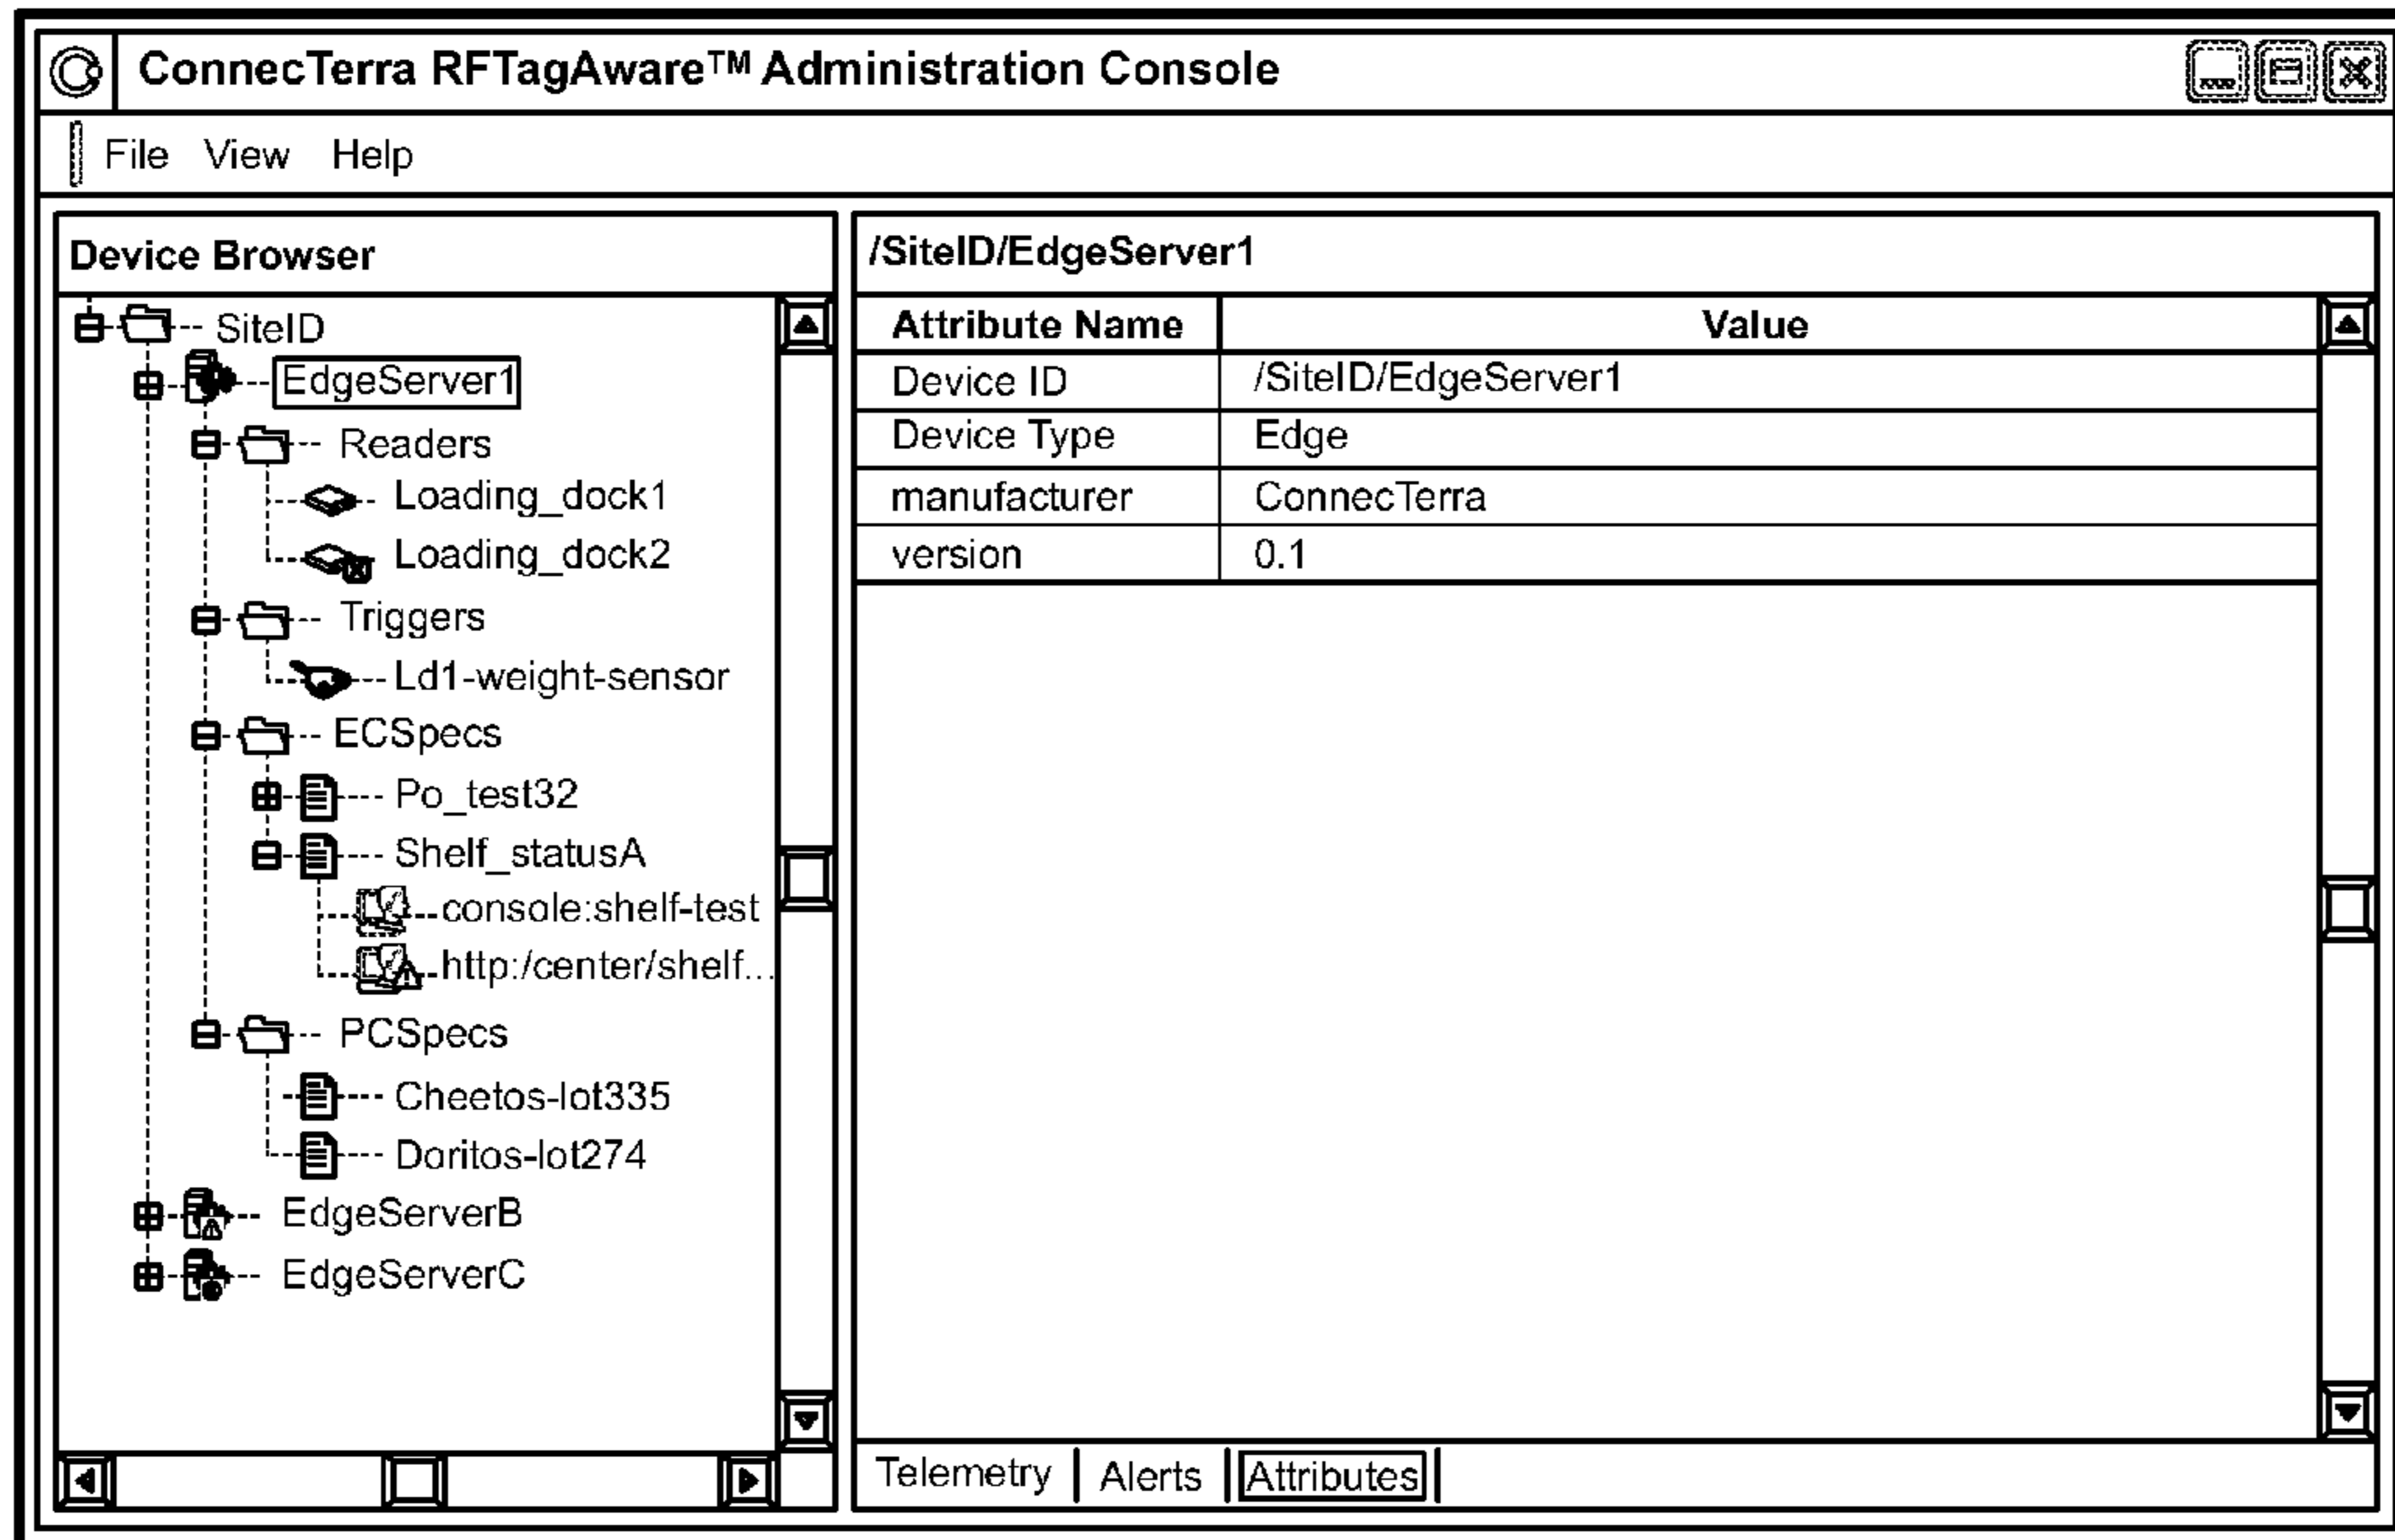 ConnecTerra RFTagAware™ Administration Console
File View Help
Device Browser
SiteID
EdgeServer1
Readers
Loading_dock1
Loading_dock2
Triggers
Ld1-weight-sensor
ECSpecs
Po_test32
Shelf_statusA
console:shelf-test
http:/center/shelf...
PCSpecs
Cheetos-lot335
Doritos-lot274
EdgeServerB
EdgeServerC
/SiteID/EdgeServer1
Attribute Name Value
Device ID /SiteID/EdgeServer1
Device Type Edge
manufacturer ConnecTerra
version 0.1
Telemetry Alerts Attributes